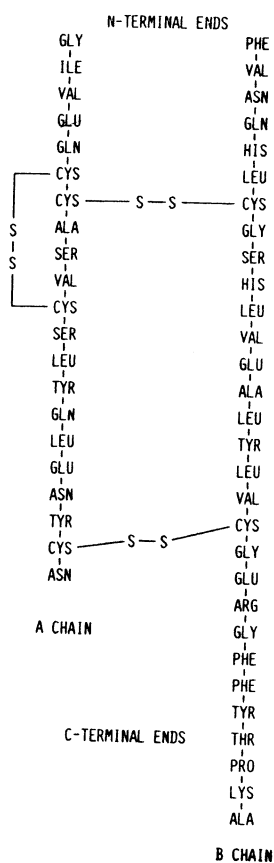 N-TERMINAL ENDS
GLY
ILE
VAL
GLU
GLN
CYS
CYS
ALA
SER
VAL
CYS
SER
LEU
TYR
GLN
LEU
GLU
ASN
TYR
CYS
ASN
A CHAIN
S
S
S—S
S—S
PHE
VAL
ASN
GLN
HIS
LEU
CYS
GLY
SER
HIS
LEU
VAL
GLU
ALA
LEU
TYR
LEU
VAL
CYS
GLY
GLU
ARG
GLY
PHE
PHE
TYR
THR
PRO
LYS
ALA
C-TERMINAL ENDS
B CHAIN